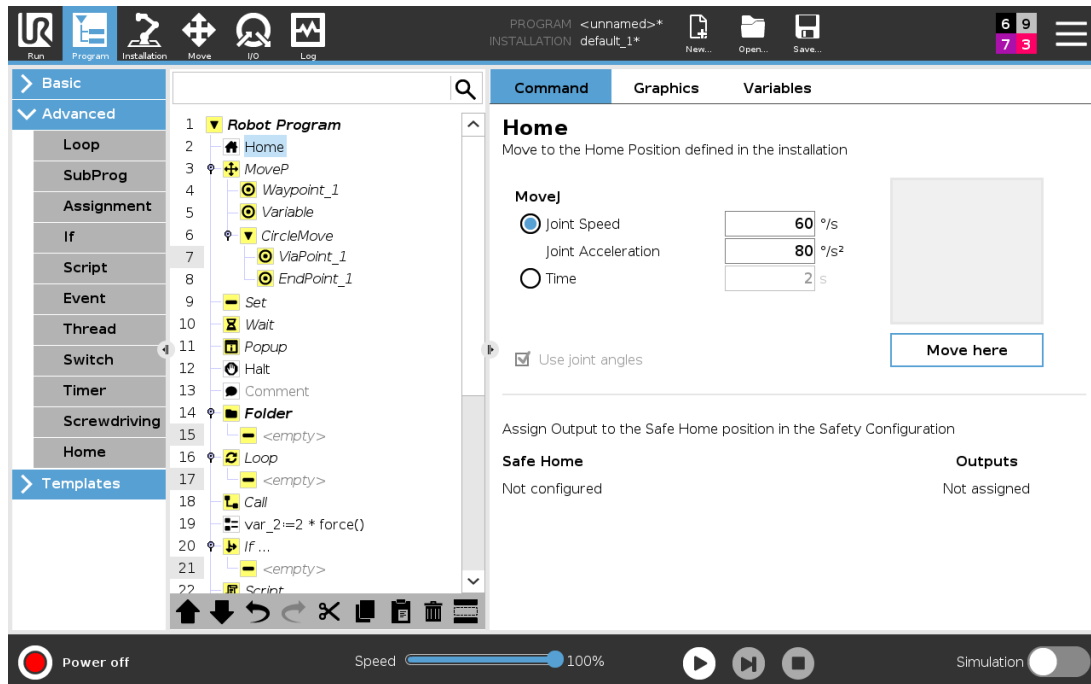 PROGRAM <unnamed>*
INSTALLATION default_1*
6 9
7 3
Run Program Installation Move I/O Log New... Open... Save...
Basic
Advanced
Loop
SubProg
Assignment
If
Script
Event
Thread
Switch
Timer
Screwdriving
Home
Templates
1 Robot Program
2 Home
3 MoveP
4 Waypoint_1
5 Variable
6 CircleMove
7 ViaPoint_1
8 EndPoint_1
9 Set
10 Wait
11 Popup
12 Halt
13 Comment
14 Folder
15 <empty>
16 Loop
17 <empty>
18 Call
19 var_2:=2 * force()
20 If ...
21 <empty>
22 Script
Command Graphics Variables
Home
Move to the Home Position defined in the installation
MoveJ
Joint Speed 60 °/s
Joint Acceleration 80 °/s²
Time 2 s
Move here
Use joint angles
Assign Output to the Safe Home position in the Safety Configuration
Safe Home Outputs
Not configured Not assigned
Power off Speed 100% Simulation